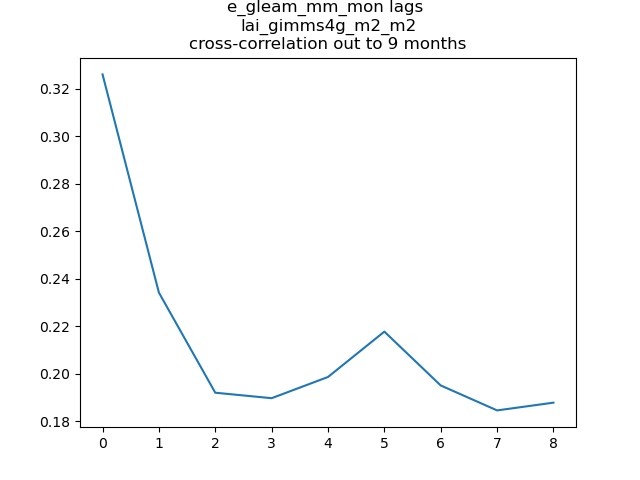 e_gleam_mm_mon lags
lai_gimms4g_m2_m2
cross-correlation out to 9 months
0.32
0.30
0.28
0.26
0.24
0.22
0.20
0.18
0 1 2 3 4 5 6 7 8